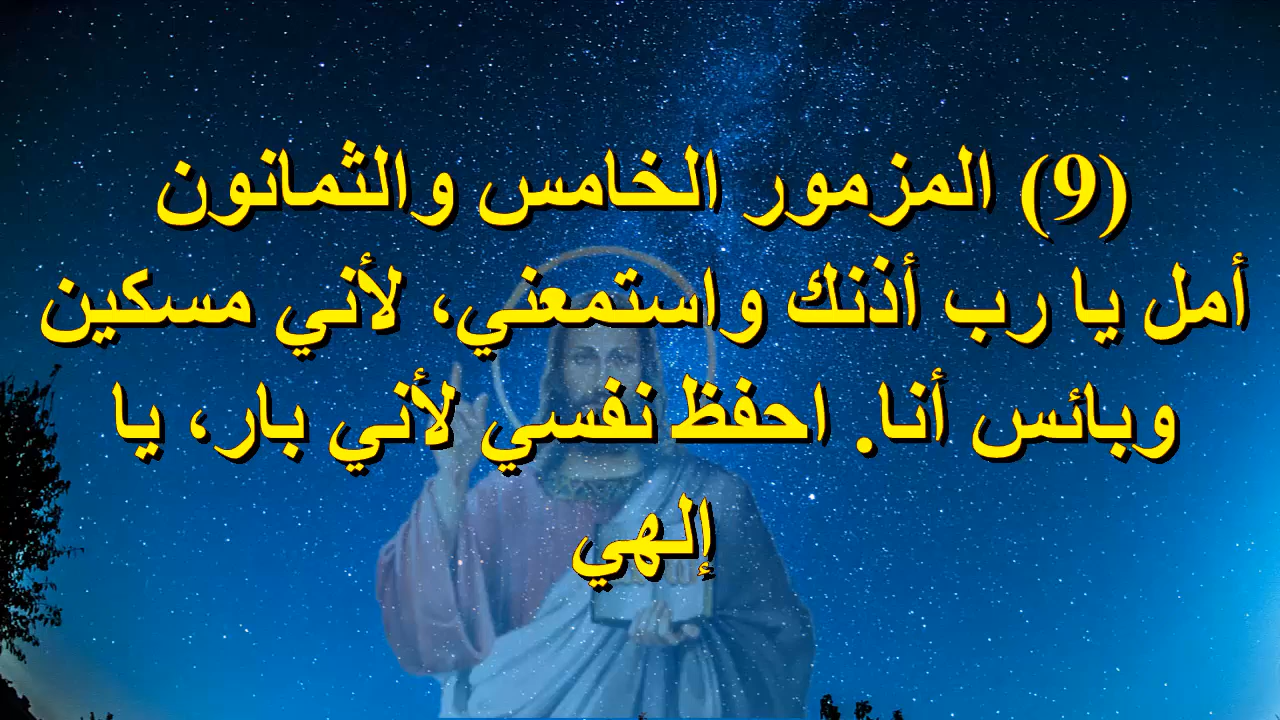 (9) المزمور الخامس والثمانون
أمل يا رب أذنك واستمعني، لأني مسكين
وبائس أنا. احفظ نفسي لأني بار، يا
إلهي